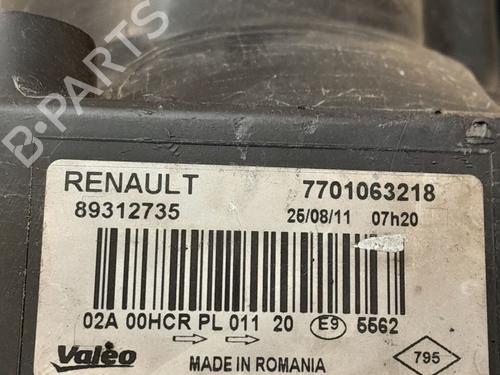 B-PARTS
RENAULT 7701063218
89312735 25/08/11 07h20
02A 00HCR PL 011 20 E9 5562
Valeo MADE IN ROMANIA 795